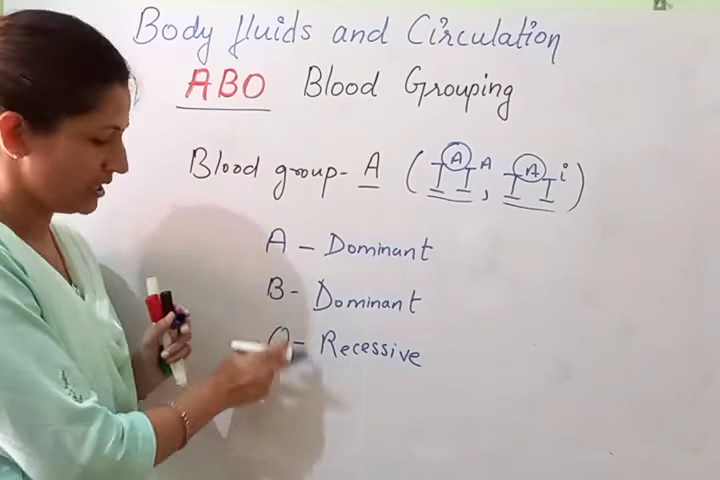 Body fluids and Circulation
ABO Blood Grouping
Blood group- A (IᴬIᴬ, IᴬIⁱ)
A - Dominant
B- Dominant
O- Recessive